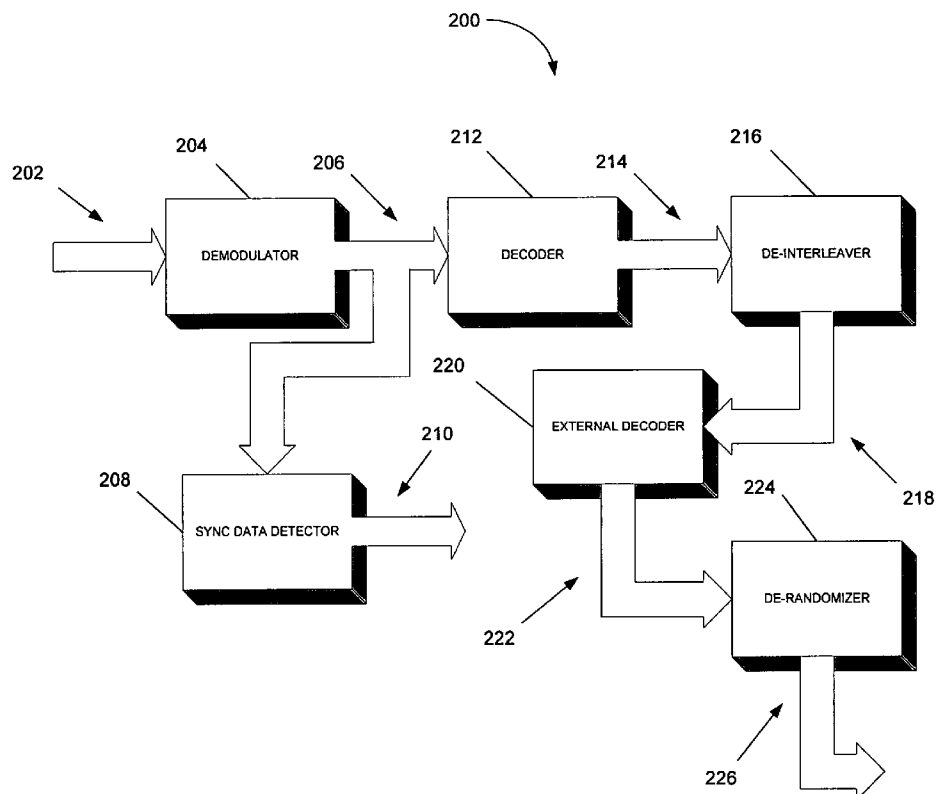 200
202
204
206
212
214
216
DEMODULATOR
DECODER
DE-INTERLEAVER
220
EXTERNAL DECODER
210
208
218
224
SYNC DATA DETECTOR
222
DE-RANDOMIZER
226